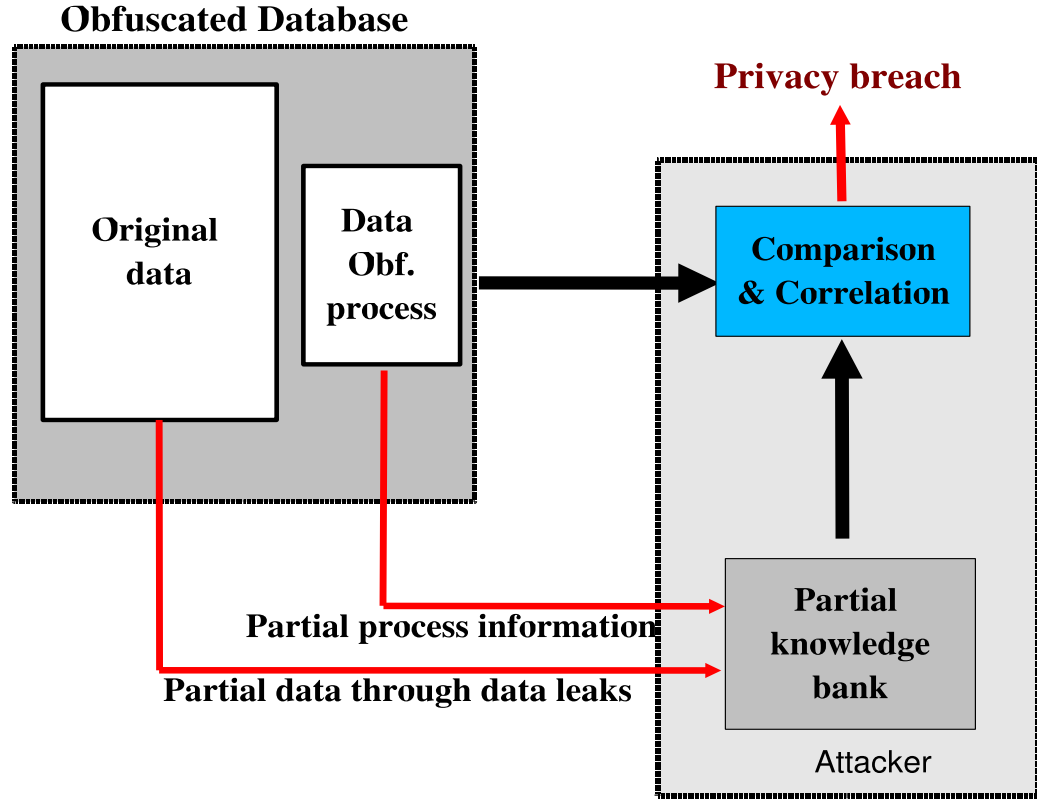 Obfuscated Database
Privacy breach
Original
data
Data
Obf.
process
Comparison
& Correlation
Partial process information
Partial data through data leaks
Partial
knowledge
bank
Attacker